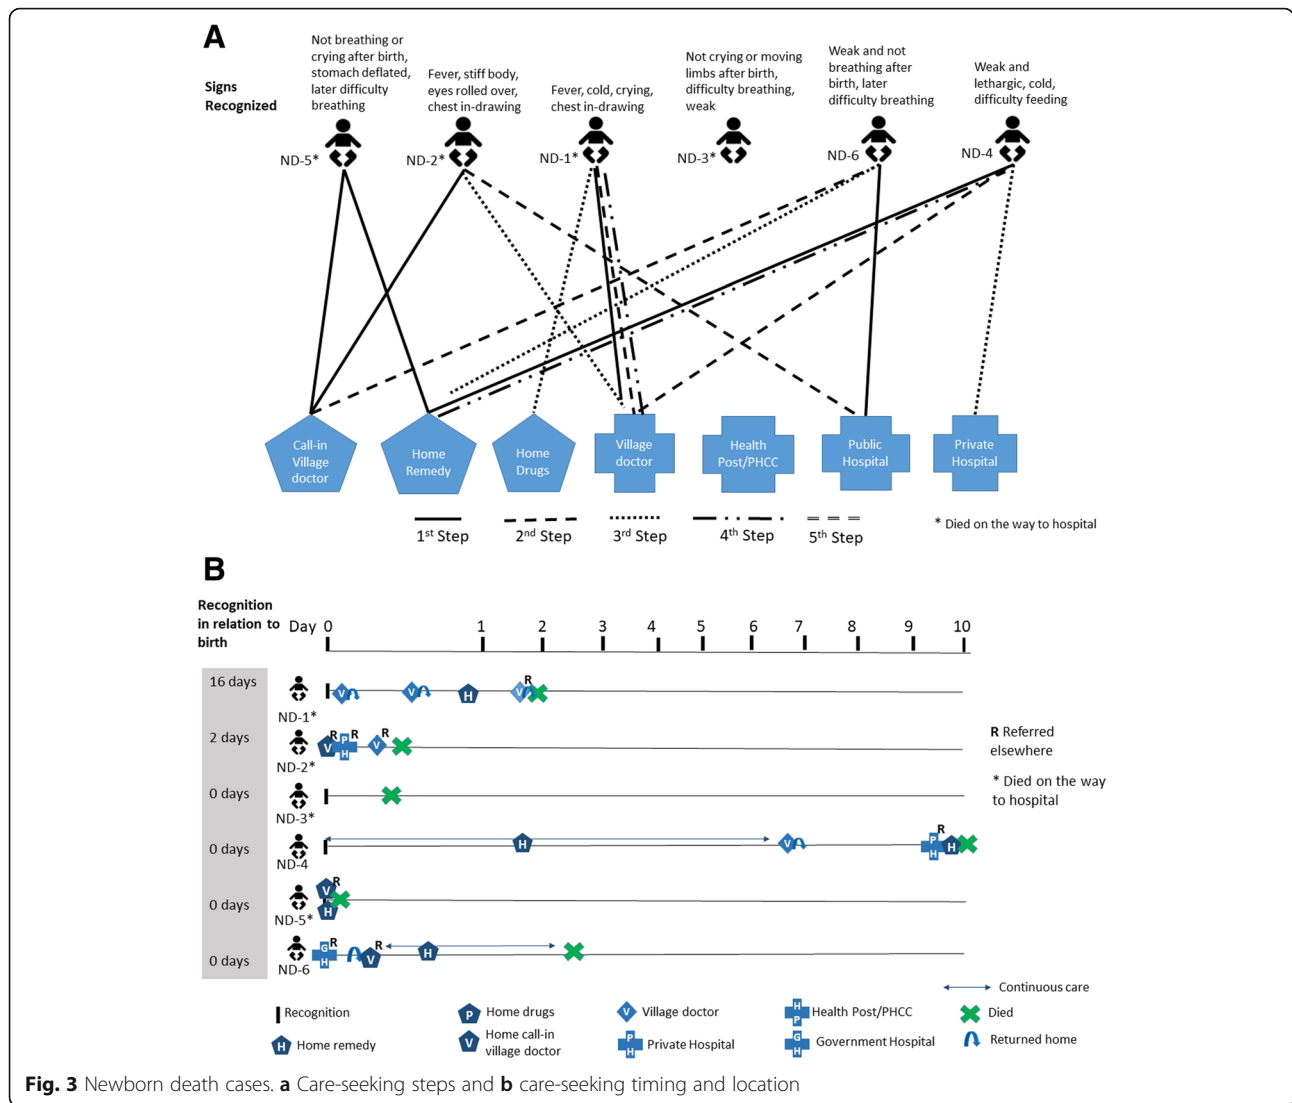 A
Signs
Recognized
Not breathing or
crying after birth,
stomach deflated,
later difficulty
breathing
Fever, stiff body,
eyes rolled over,
chest in-drawing
Fever, cold, crying,
chest in-drawing
Not crying or moving
limbs after birth,
difficulty breathing,
weak
Weak and not
breathing after
birth, later
difficulty breathing
Weak and
lethargic, cold,
difficulty feeding
ND-5*
ND-2*
ND-1*
ND-3*
ND-6
ND-4
Call-in
Village
doctor
Home
Remedy
Home
Drugs
Village
doctor
Health
Post/PHCC
Public
Hospital
Private
Hospital
1st Step
2nd Step
3rd Step
4th Step
5th Step
* Died on the way to hospital
B
Recognition
in relation to
birth
Day 0 1 2 3 4 5 6 7 8 9 10
16 days
ND-1*
V V H V R
2 days
ND-2*
V R P H R V R
0 days
ND-3*
0 days
ND-4
H V P H R H
0 days
ND-5*
V R
H
0 days
ND-6
G H R V R H
R Referred
elsewhere
* Died on the way
to hospital
Continuous care
Recognition
P Home drugs
V Village doctor
H P Health Post/PHCC
Died
H Home remedy
V Home call-in
village doctor
P H Private Hospital
G H Government Hospital
Returned home
Fig. 3 Newborn death cases. a Care-seeking steps and b care-seeking timing and location